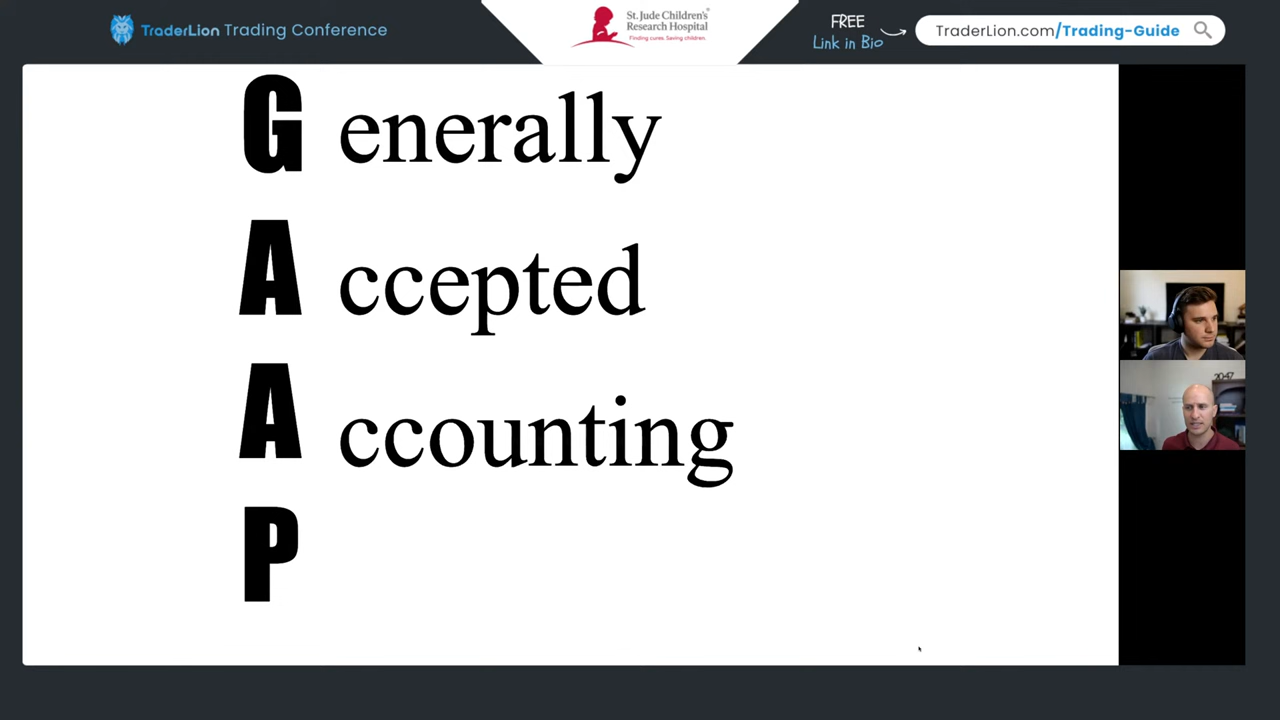 TraderLion Trading Conference
St. Jude Children's
Research Hospital
Finding cures. Saving children.
FREE
Link in Bio
TraderLion.com/Trading-Guide
G enerally
A ccepted
A ccounting
P
2047